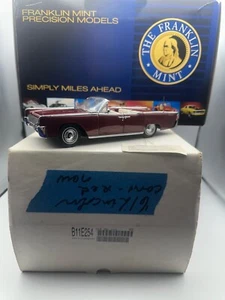 FRANKLIN MINT
PRECISION MODELS
THE FRANKLIN
MINT
SIMPLY MILES AHEAD
61 Lincoln
conv - Red
new
B11E254